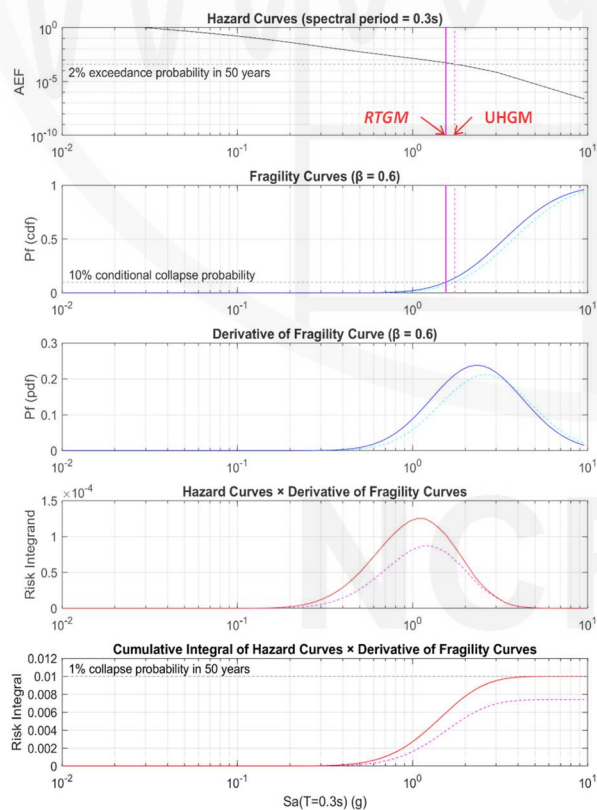 Hazard Curves (spectral period = 0.3s)
10^0
10^-5
10^-10
AEF
2% exceedance probability in 50 years
RTGM
UHGM
10^-2
10^-1
10^0
10^1
Fragility Curves (β = 0.6)
1
0.5
0
Pf (cdf)
10% conditional collapse probability
10^-2
10^-1
10^0
10^1
Derivative of Fragility Curve (β = 0.6)
0.3
0.2
0.1
0
Pf (pdf)
10^-2
10^-1
10^0
10^1
Hazard Curves × Derivative of Fragility Curves
×10^-4
1.5
1
0.5
0
Risk Integrand
10^-2
10^-1
10^0
10^1
Cumulative Integral of Hazard Curves × Derivative of Fragility Curves
0.012
0.01
0.008
0.006
0.004
0.002
0
Risk Integral
1% collapse probability in 50 years
10^-2
10^-1
10^0
10^1
Sa(T=0.3s) (g)